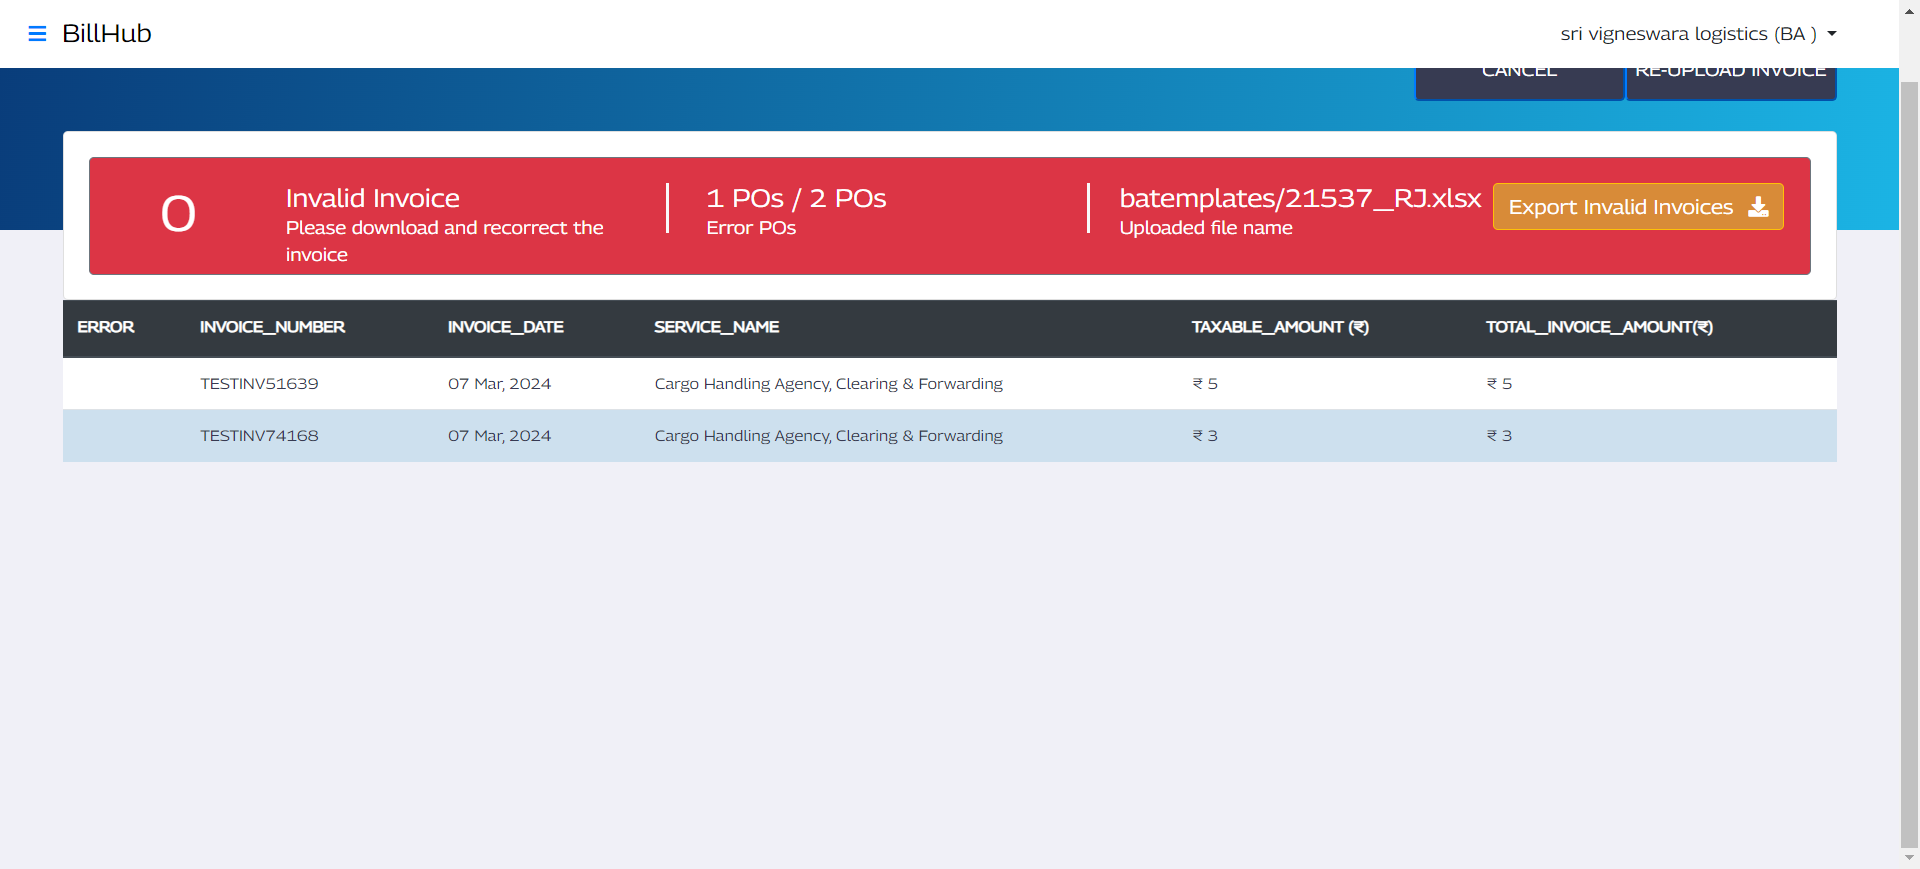 BillHub
sri vigneswara logistics (BA )
CANCEL
RE-UPLOAD INVOICE
0
Invalid Invoice
Please download and recorrect the
invoice
1 POs / 2 POs
Error POs
batemplates/21537_RJ.xlsx
Uploaded file name
Export Invalid Invoices
ERROR INVOICE_NUMBER INVOICE_DATE SERVICE_NAME TAXABLE_AMOUNT (₹) TOTAL_INVOICE_AMOUNT(₹)
TESTINV51639 07 Mar, 2024 Cargo Handling Agency, Clearing & Forwarding ₹ 5 ₹ 5
TESTINV74168 07 Mar, 2024 Cargo Handling Agency, Clearing & Forwarding ₹ 3 ₹ 3